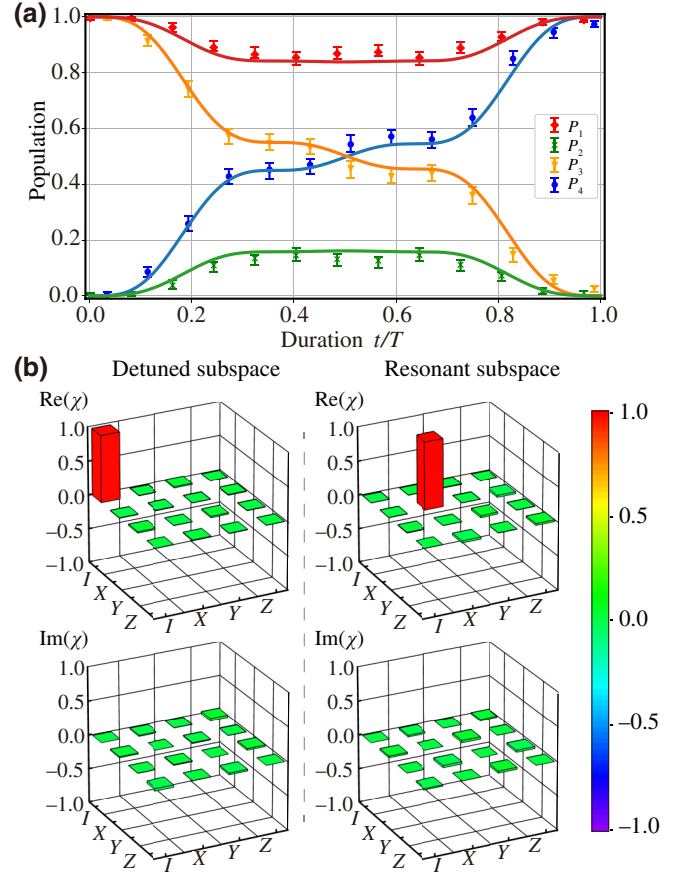 (a)
Population
1.0
0.8
0.6
0.4
0.2
0.0
P1
P2
P3
P4
0.0 0.2 0.4 0.6 0.8 1.0
Duration t/T
(b)
Detuned subspace Resonant subspace
Re(χ) Re(χ)
1.0 1.0 1.0
0.5 0.5 0.5
0.0 0.0 0.0
−0.5 −0.5 −0.5
−1.0 −1.0 −1.0
I X Y Z I X Y Z
I X Y Z I X Y Z
Im(χ) Im(χ)
1.0 1.0
0.5 0.5
0.0 0.0
−0.5 −0.5
−1.0 −1.0
I X Y Z I X Y Z
I X Y Z I X Y Z